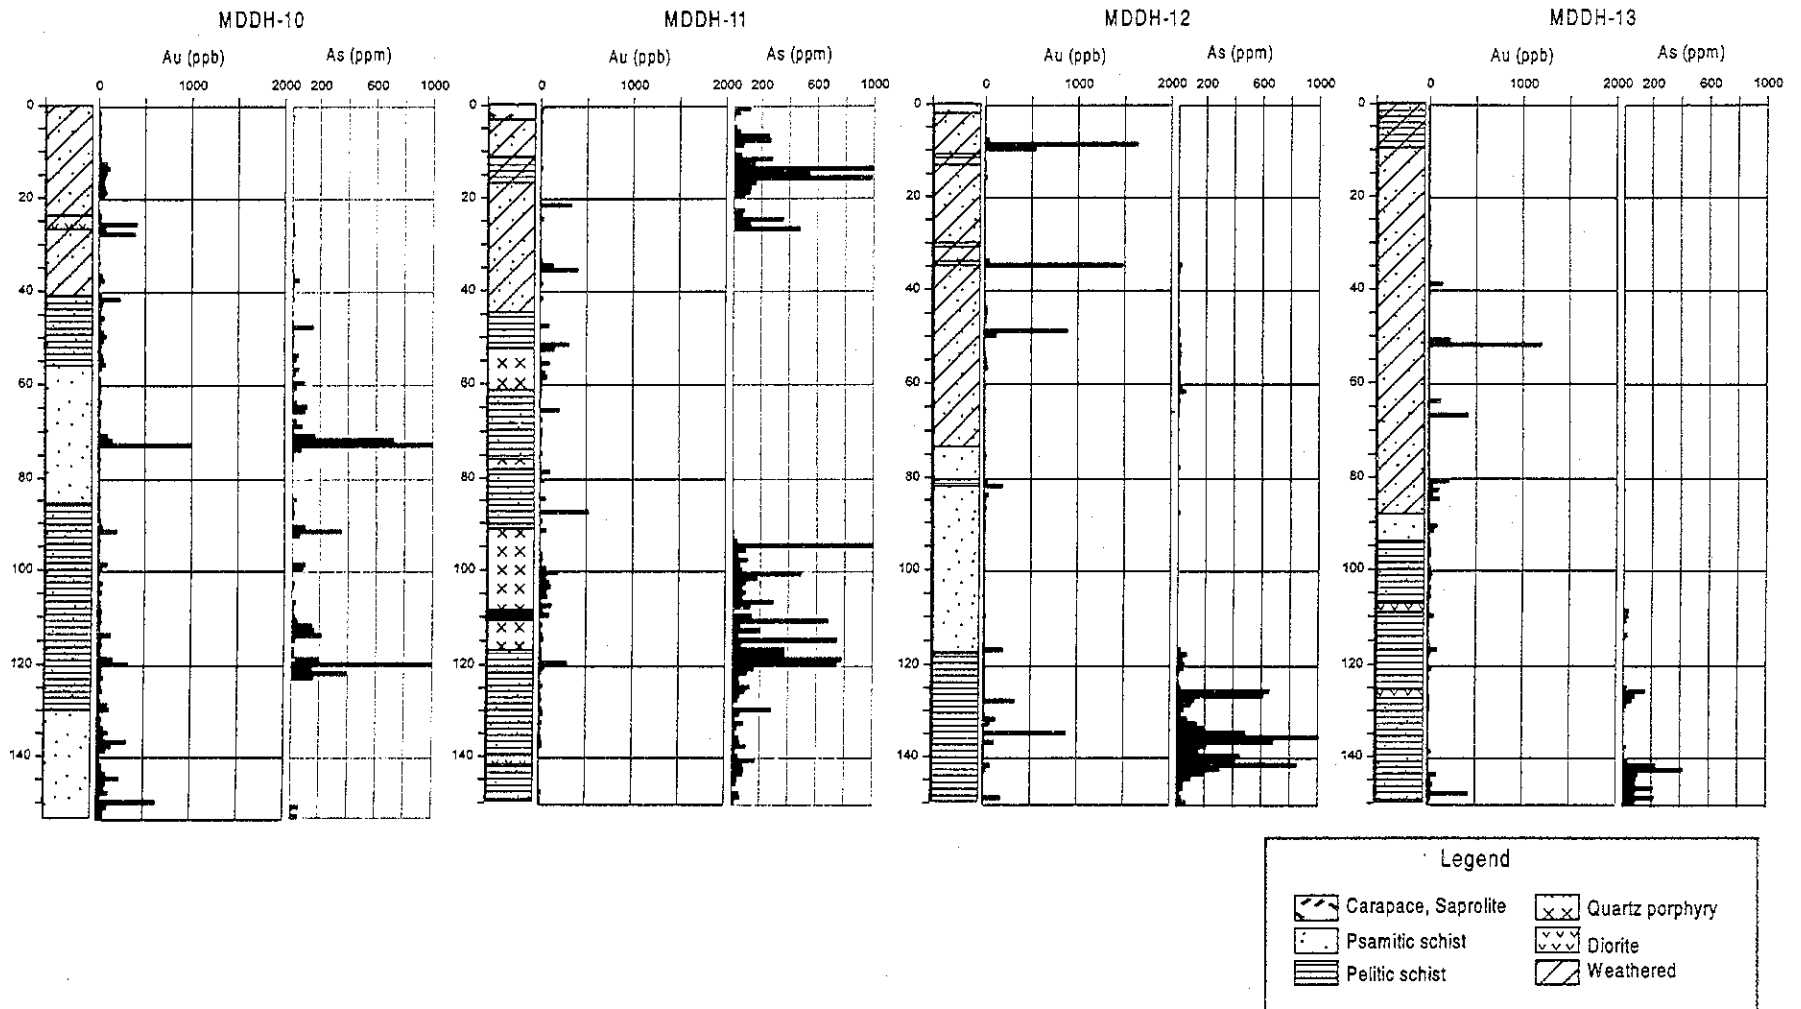 MDDH-10 MDDH-11 MDDH-12 MDDH-13
Au (ppb) As (ppm) Au (ppb) As (ppm) Au (ppb) As (ppm) Au (ppb) As (ppm)
0 1000 2000 200 600 1000 0 1000 2000 200 600 1000 0 1000 2000 200 600 1000 0 1000 2000 200 600 1000
0 0 0 0
20 20 20 20
40 40 40 40
60 60 60 60
80 80 80 80
100 100 100 100
120 120 120 120
140 140 140 140
Legend
Carapace, Saprolite Quartz porphyry
Psamitic schist Diorite
Pelitic schist Weathered